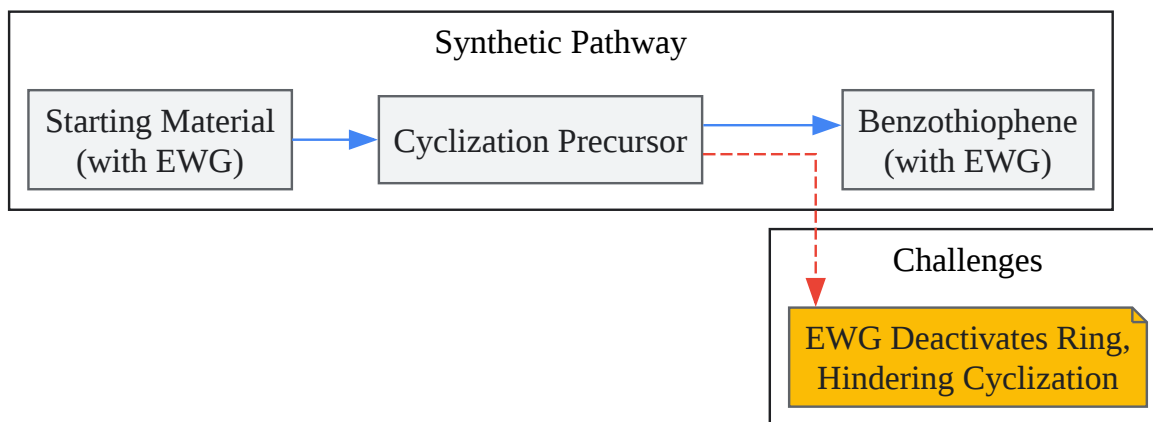 Synthetic Pathway
Starting Material
(with EWG)
Cyclization Precursor
Benzothiophene
(with EWG)
Challenges
EWG Deactivates Ring,
Hindering Cyclization